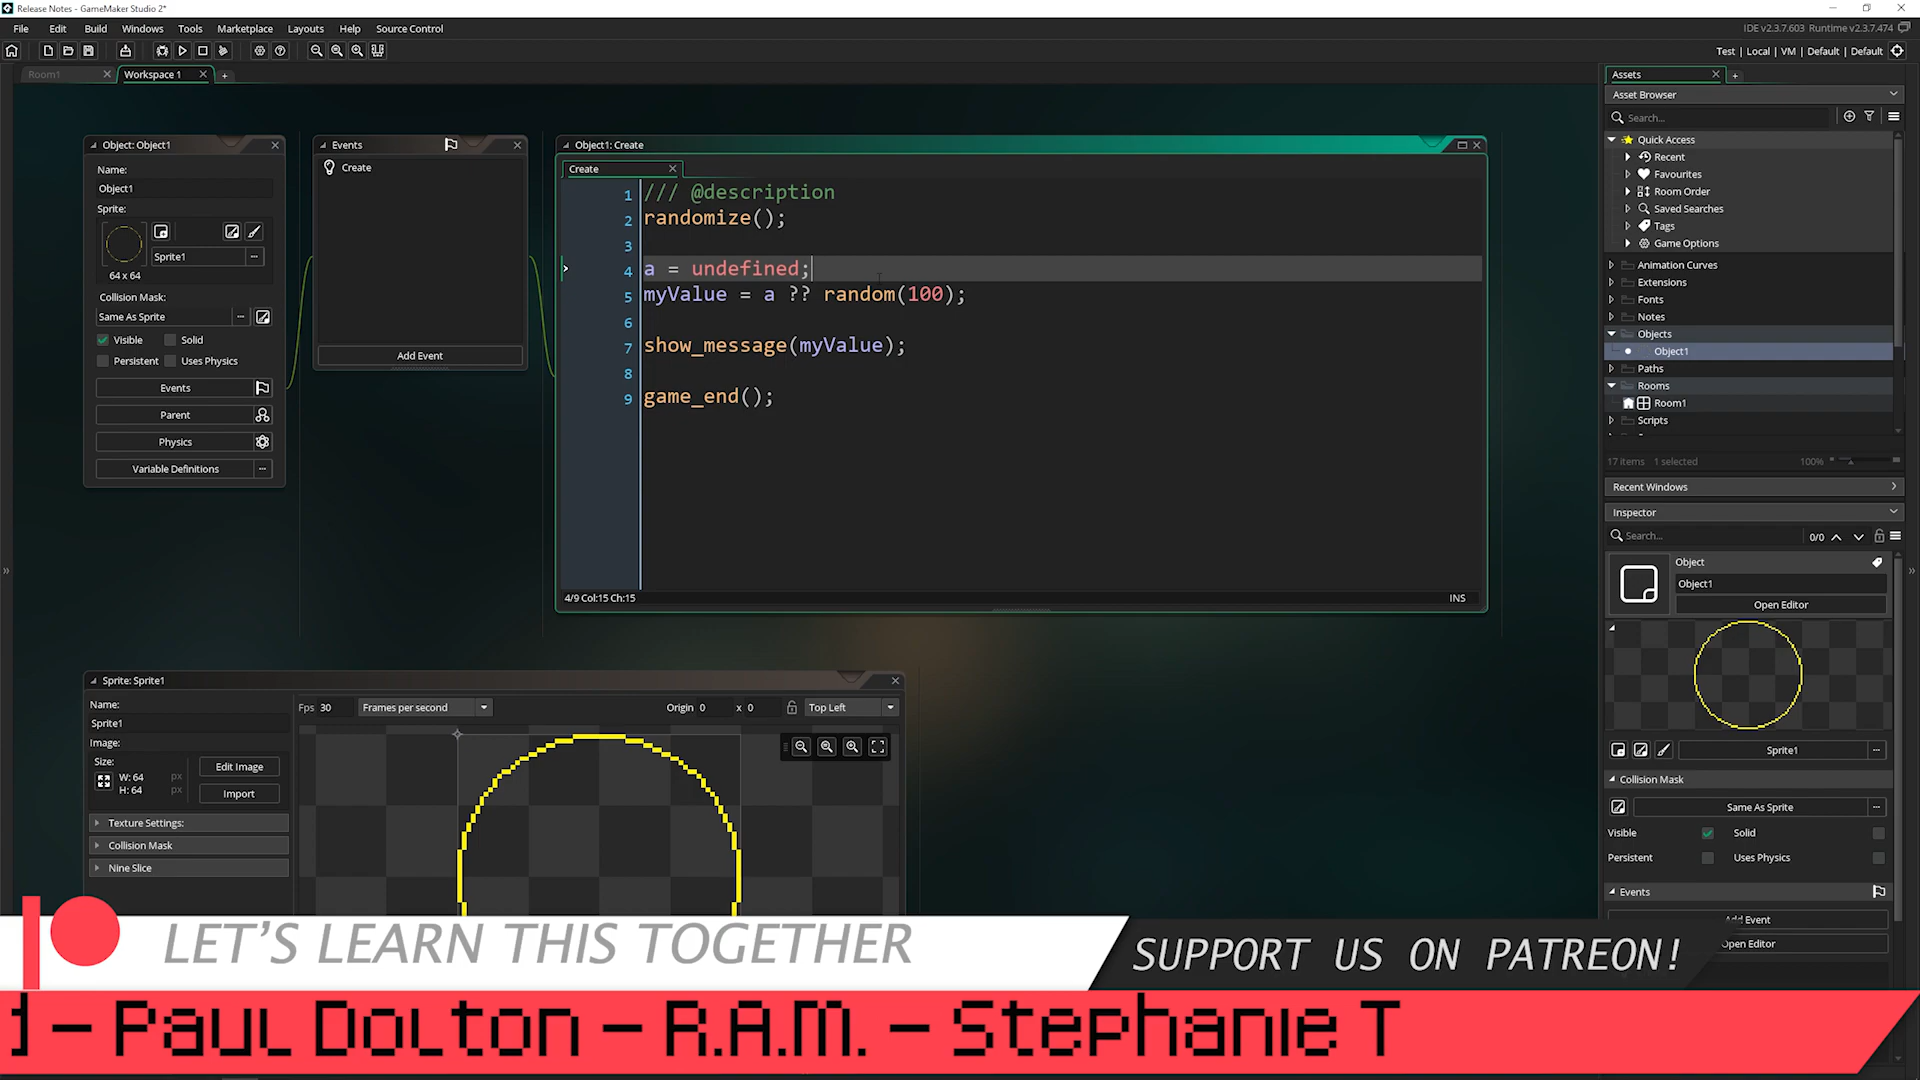 Release Notes - GameMaker Studio 2*
File Edit Build Windows Tools Marketplace Layouts Help Source Control
IDE v2.3.7.603 Runtime v2.3.7.474
Test | Local | VM | Default | Default
Room1
Workspace 1
Assets
Asset Browser
Search...
Quick Access
Recent
Favourites
Room Order
Saved Searches
Tags
Game Options
Animation Curves
Extensions
Fonts
Notes
Objects
Object1
Paths
Rooms
Room1
Scripts
17 items 1 selected
100%
Recent Windows
Inspector
Search...
0/0
Object
Object1
Open Editor
Sprite1
Collision Mask
Same As Sprite
Visible
Solid
Persistent
Uses Physics
Events
Add Event
Open Editor
Object: Object1
Name:
Object1
Sprite:
Sprite1
64 x 64
Collision Mask:
Same As Sprite
Visible
Solid
Persistent
Uses Physics
Events
Parent
Physics
Variable Definitions
Events
Create
Add Event
Object1: Create
Create
1 /// @description
2 randomize();
3
4 a = undefined;
5 myValue = a ?? random(100);
6
7 show_message(myValue);
8
9 game_end();
4/9 Col:15 Ch:15
INS
Sprite: Sprite1
Name:
Sprite1
Image:
Size:
W: 64 px
H: 64 px
Edit Image
Import
Texture Settings:
Collision Mask
Nine Slice
Fps 30
Frames per second
Origin 0 x 0
Top Left
LET'S LEARN THIS TOGETHER
SUPPORT US ON PATREON!
– Paul Dolton – R.A.M. – Stephanie T